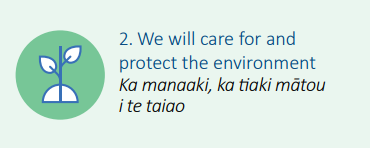 2. We will care for and
protect the environment
Ka manaaki, ka tiaki mātou
i te taiao